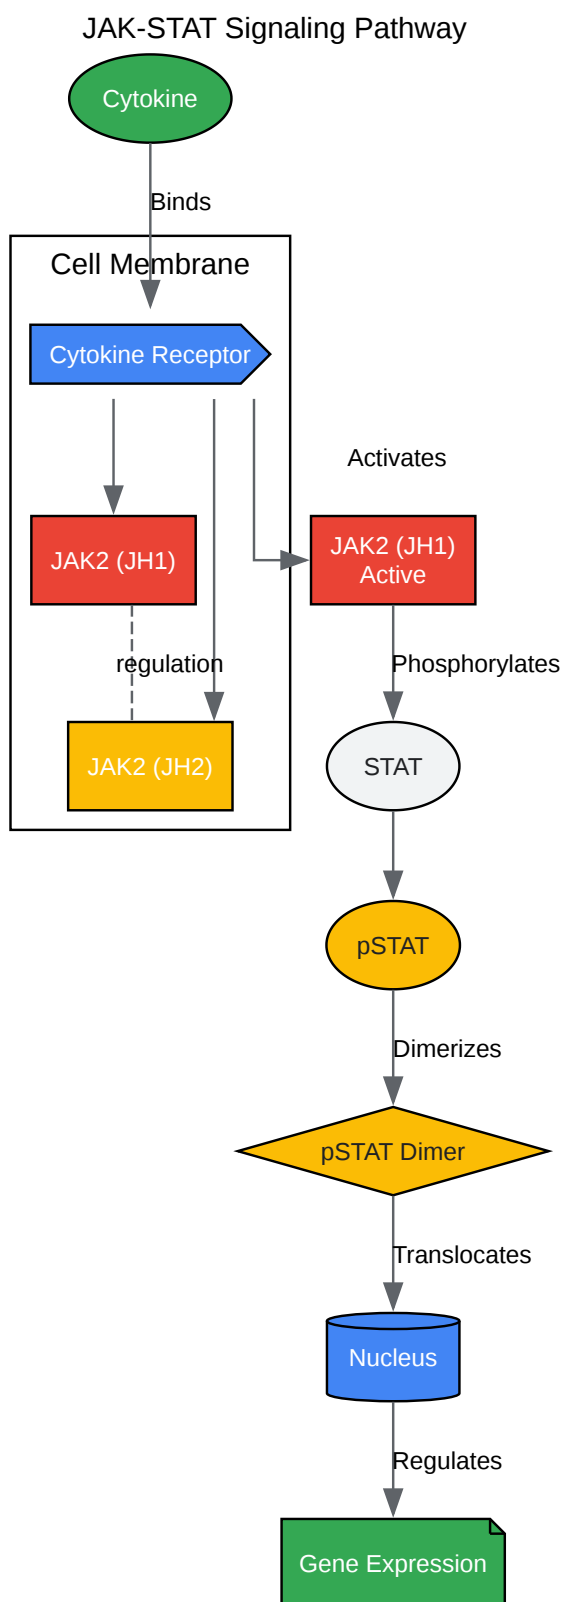 JAK-STAT Signaling Pathway
Cytokine
Binds
Cell Membrane
Cytokine Receptor
Activates
JAK2 (JH1)
JAK2 (JH1)
Active
regulation
Phosphorylates
JAK2 (JH2)
STAT
pSTAT
Dimerizes
pSTAT Dimer
Translocates
Nucleus
Regulates
Gene Expression